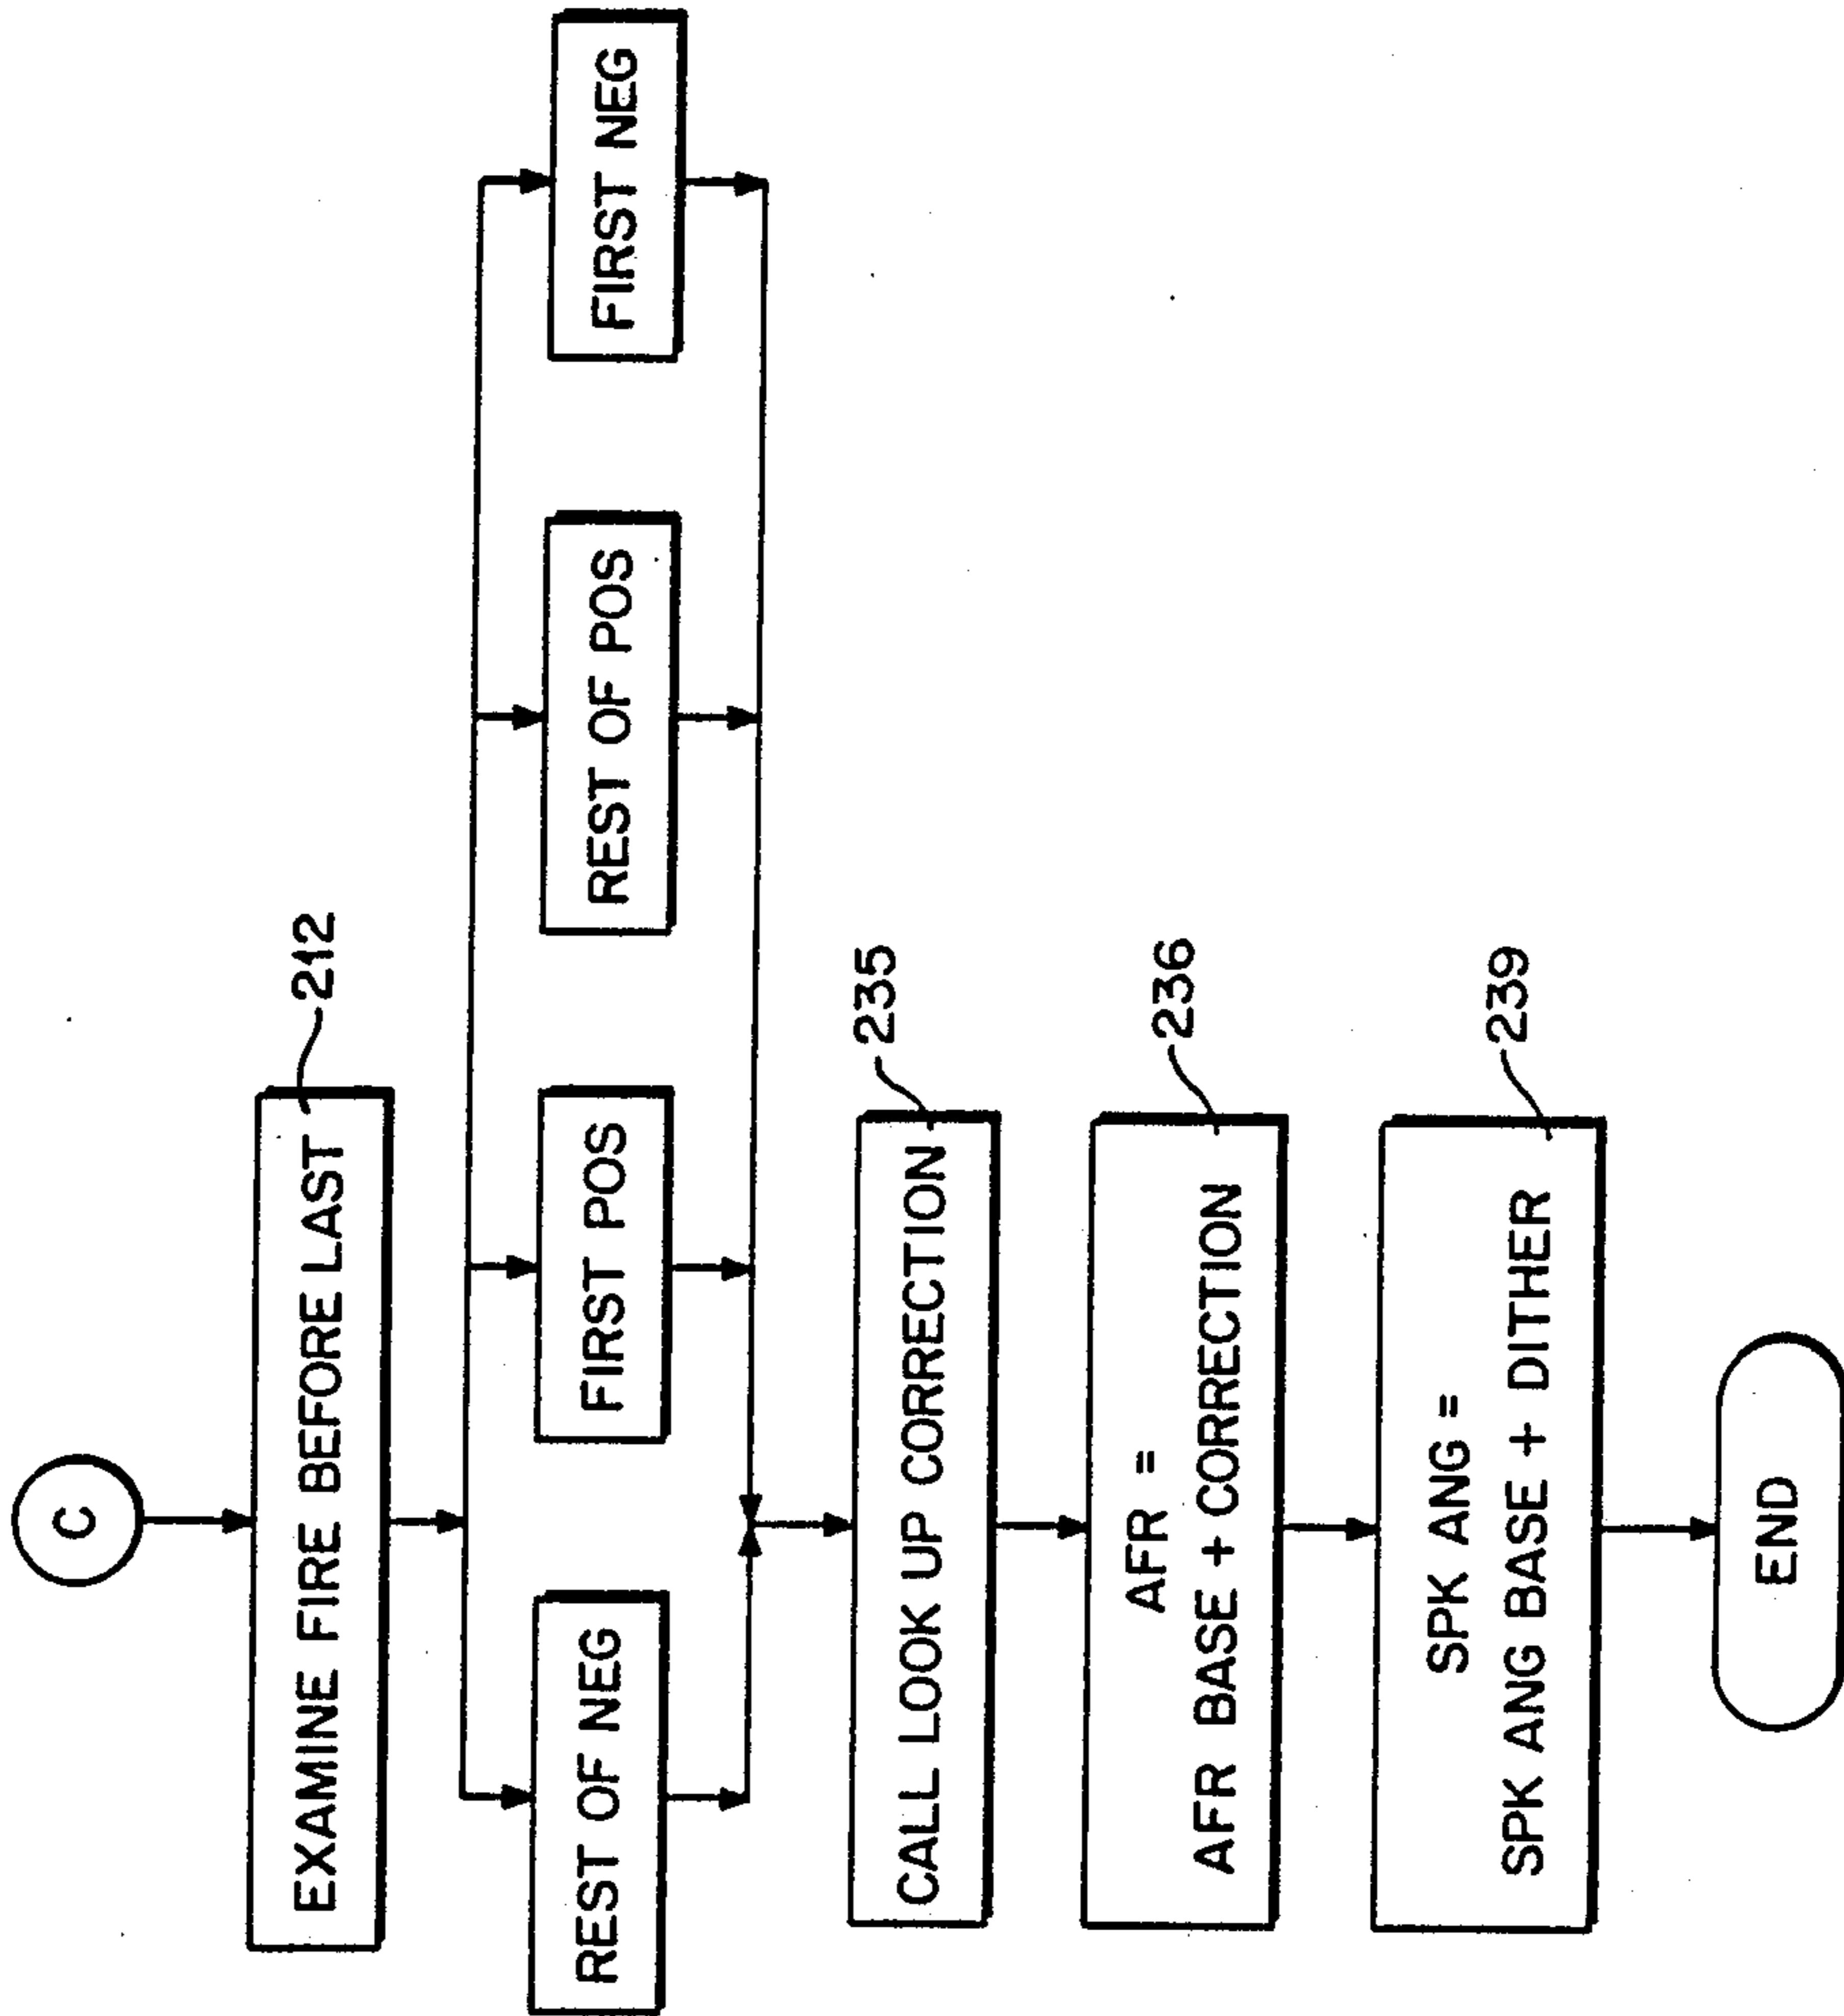 C
EXAMINE FIRE BEFORE LAST
212
REST OF NEG
FIRST POS
REST OF POS
FIRST NEG
CALL LOOK UP CORRECTION
235
AFR =
AFR BASE + CORRECTION
236
SPK ANG =
SPK ANG BASE + DITHER
239
END